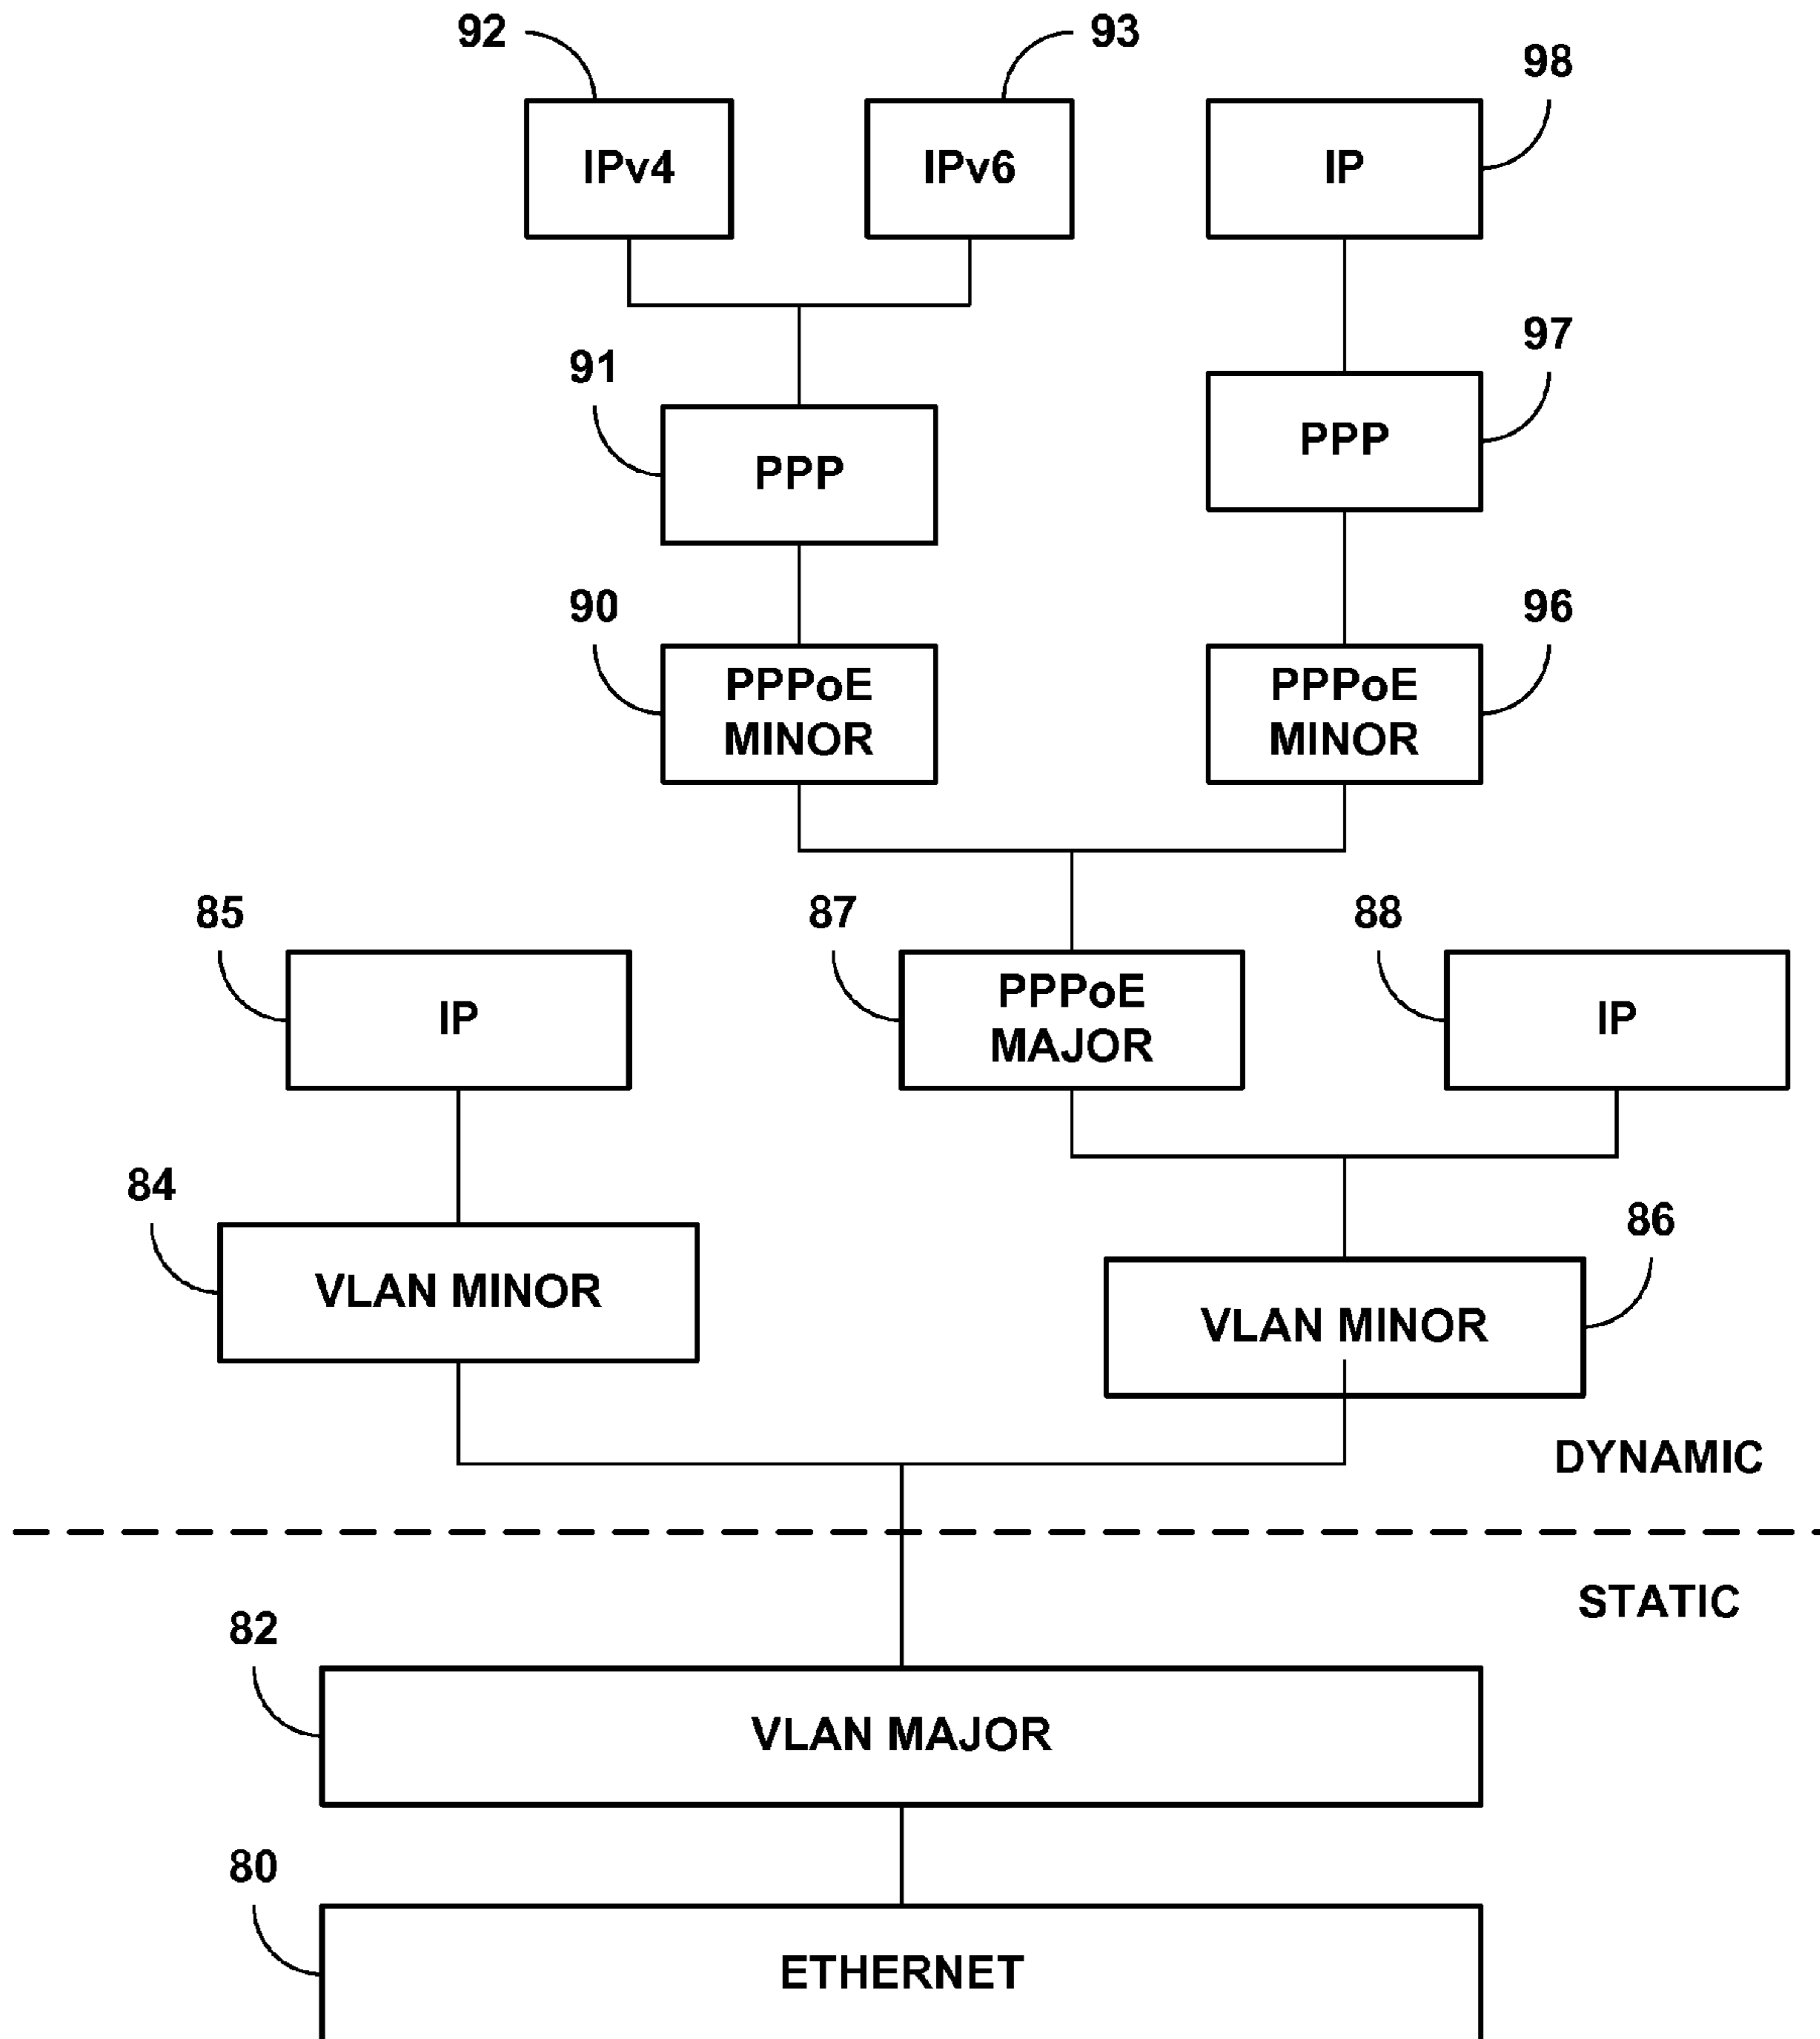 92
93
98
IPv4
IPv6
IP
91
97
PPP
PPP
90
96
PPPoE
MINOR
PPPoE
MINOR
85
87
88
IP
PPPoE
MAJOR
IP
84
86
VLAN MINOR
VLAN MINOR
DYNAMIC
STATIC
82
VLAN MAJOR
80
ETHERNET